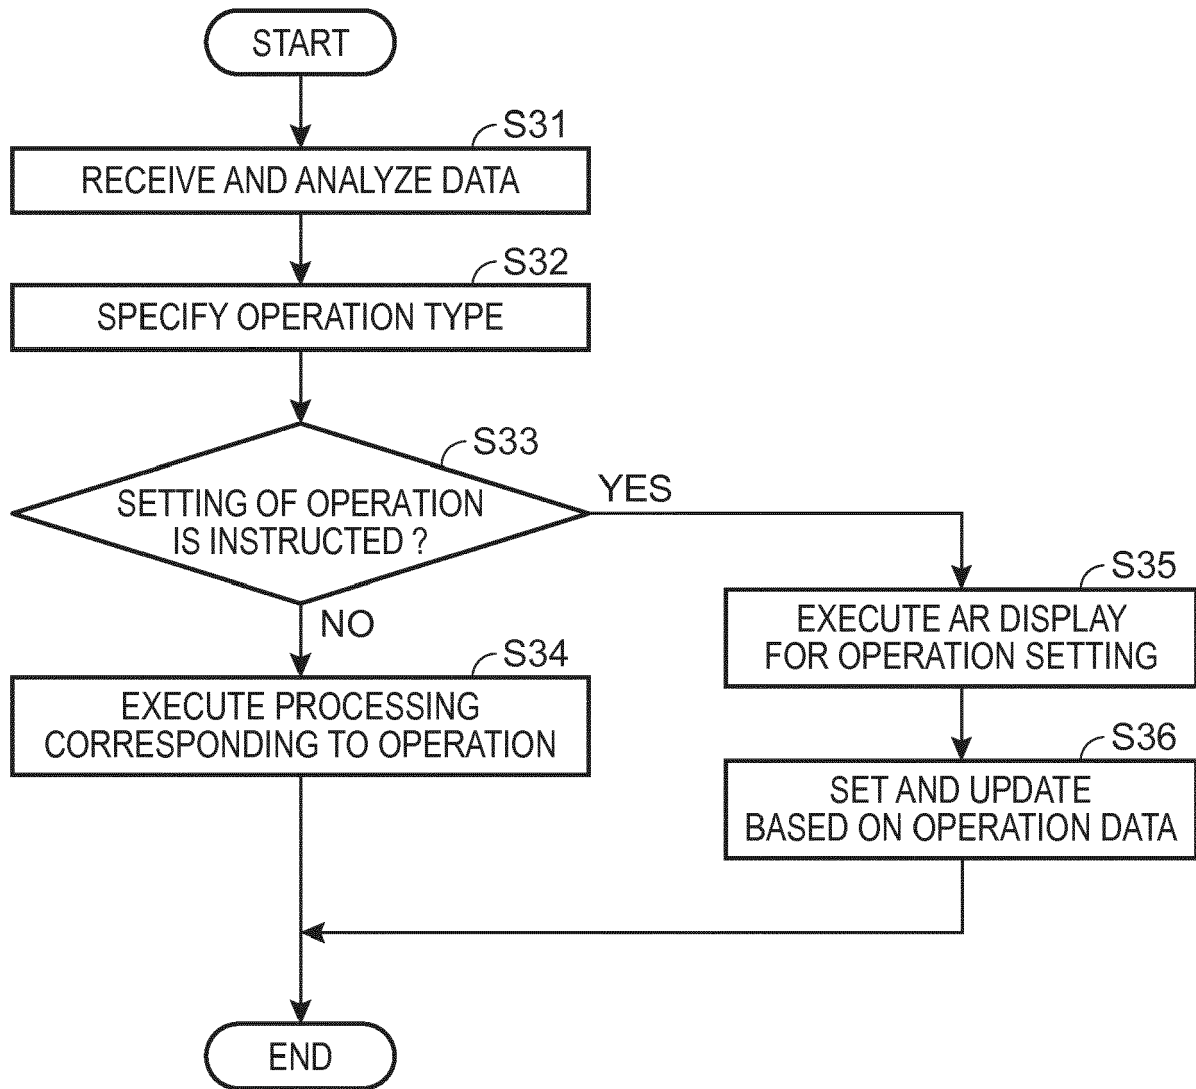 START
S31
RECEIVE AND ANALYZE DATA
S32
SPECIFY OPERATION TYPE
S33
SETTING OF OPERATION
IS INSTRUCTED ?
YES
NO
S34
EXECUTE PROCESSING
CORRESPONDING TO OPERATION
S35
EXECUTE AR DISPLAY
FOR OPERATION SETTING
S36
SET AND UPDATE
BASED ON OPERATION DATA
END